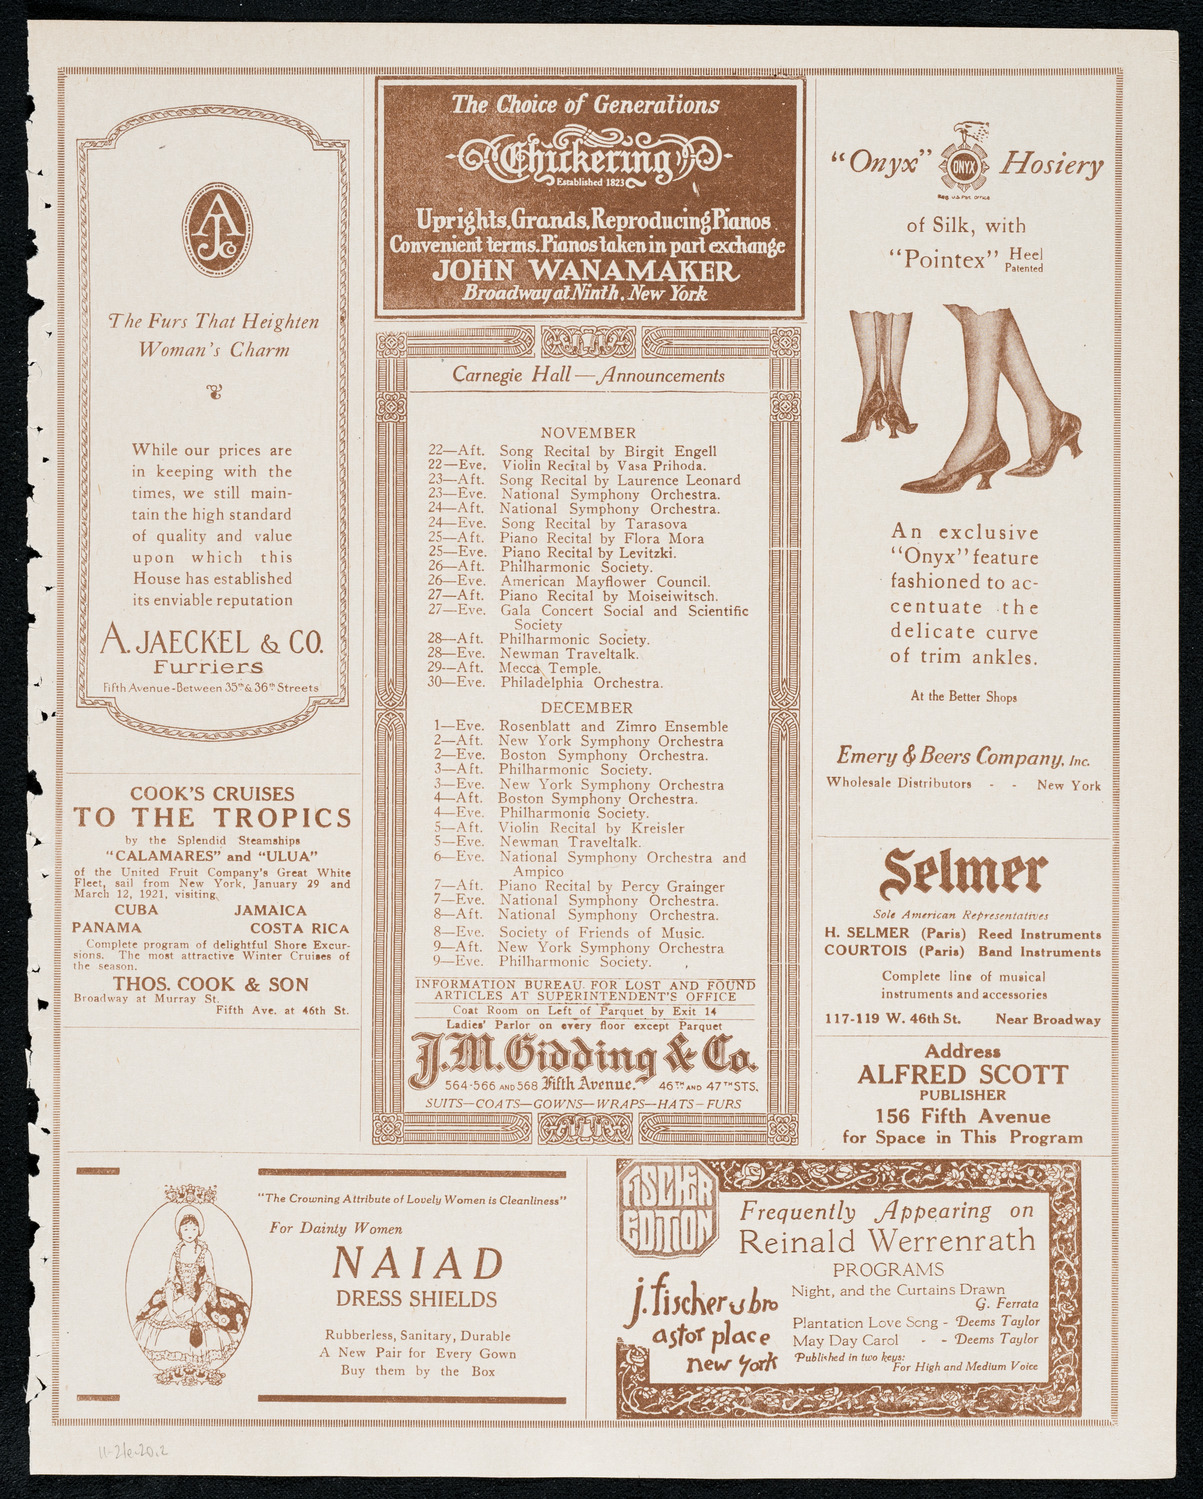 AJCo
The Furs That Heighten
Woman's Charm
While our prices are
in keeping with the
times, we still main-
tain the high standard
of quality and value
upon which this
House has established
its enviable reputation
A. JAECKEL & CO.
Furriers
Fifth Avenue-Between 35th & 36th Streets
COOK'S CRUISES
TO THE TROPICS
by the Splendid Steamships
"CALAMARES" and "ULUA"
of the United Fruit Company's Great White
Fleet, sail from New York, January 29 and
March 12, 1921, visiting
CUBA JAMAICA
PANAMA COSTA RICA
Complete program of delightful Shore Excur-
sions. The most attractive Winter Cruises of
the season.
THOS. COOK & SON
Broadway at Murray St.
Fifth Ave. at 46th St.
The Choice of Generations
Chickering
Established 1823
Uprights, Grands, Reproducing Pianos
Convenient terms. Pianos taken in part exchange
JOHN WANAMAKER
Broadway at Ninth, New York
Carnegie Hall—Announcements
NOVEMBER
22—Aft. Song Recital by Birgit Engell
22—Eve. Violin Recital by Vasa Prihoda.
23—Aft. Song Recital by Laurence Leonard
23—Eve. National Symphony Orchestra.
24—Aft. National Symphony Orchestra.
24—Eve. Song Recital by Tarasova
25—Aft. Piano Recital by Flora Mora
25—Eve. Piano Recital by Levitzki.
26—Aft. Philharmonic Society.
26—Eve. American Mayflower Council.
27—Aft. Piano Recital by Moiseiwitsch.
27—Eve. Gala Concert Social and Scientific
Society
28—Aft. Philharmonic Society.
28—Eve. Newman Traveltalk.
29—Aft. Mecca Temple.
30—Eve. Philadelphia Orchestra.
DECEMBER
1—Eve. Rosenblatt and Zimro Ensemble
2—Aft. New York Symphony Orchestra
2—Eve. Boston Symphony Orchestra.
3—Aft. Philharmonic Society.
3—Eve. New York Symphony Orchestra
4—Aft. Boston Symphony Orchestra.
4—Eve. Philharmonic Society.
5—Aft. Violin Recital by Kreisler
5—Eve. Newman Traveltalk.
6—Eve. National Symphony Orchestra and
Ampico
7—Aft. Piano Recital by Percy Grainger
7—Eve. National Symphony Orchestra.
8—Aft. National Symphony Orchestra.
8—Eve. Society of Friends of Music.
9—Aft. New York Symphony Orchestra
9—Eve. Philharmonic Society.
INFORMATION BUREAU FOR LOST AND FOUND
ARTICLES AT SUPERINTENDENT'S OFFICE
Coat Room on Left of Parquet by Exit 14
Ladies' Parlor on every floor except Parquet
J. M. Gidding & Co.
564-566 AND 568 Fifth Avenue. 46TH AND 47TH STS.
SUITS—COATS—GOWNS—WRAPS—HATS—FURS
"Onyx" ONYX Hosiery
Reg. U.S. Pat. Office
of Silk, with
"Pointex" Heel
Patented
An exclusive
"Onyx" feature
fashioned to ac-
centuate the
delicate curve
of trim ankles.
At the Better Shops
Emery & Beers Company, Inc.
Wholesale Distributors - - New York
Selmer
Sole American Representatives
H. SELMER (Paris) Reed Instruments
COURTOIS (Paris) Band Instruments
Complete line of musical
instruments and accessories
117-119 W. 46th St. Near Broadway
Address
ALFRED SCOTT
PUBLISHER
156 Fifth Avenue
for Space in This Program
"The Crowning Attribute of Lovely Women is Cleanliness"
For Dainty Women
NAIAD
DRESS SHIELDS
Rubberless, Sanitary, Durable
A New Pair for Every Gown
Buy them by the Box
FISCHER
EDITION
j. fischer & bro
astor place
new york
Frequently Appearing on
Reinald Werrenrath
PROGRAMS
Night, and the Curtains Drawn
G. Ferrata
Plantation Love Song - Deems Taylor
May Day Carol - - Deems Taylor
Published in two keys:
For High and Medium Voice
11-21e-20.2